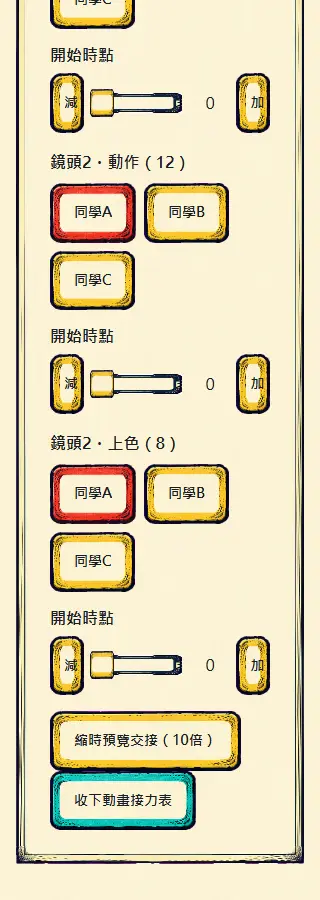 同學C
開始時點
減 0 加
鏡頭2・動作（12）
同學A 同學B
同學C
開始時點
減 0 加
鏡頭2・上色（8）
同學A 同學B
同學C
開始時點
減 0 加
縮時預覽交接（10倍）
收下動畫接力表